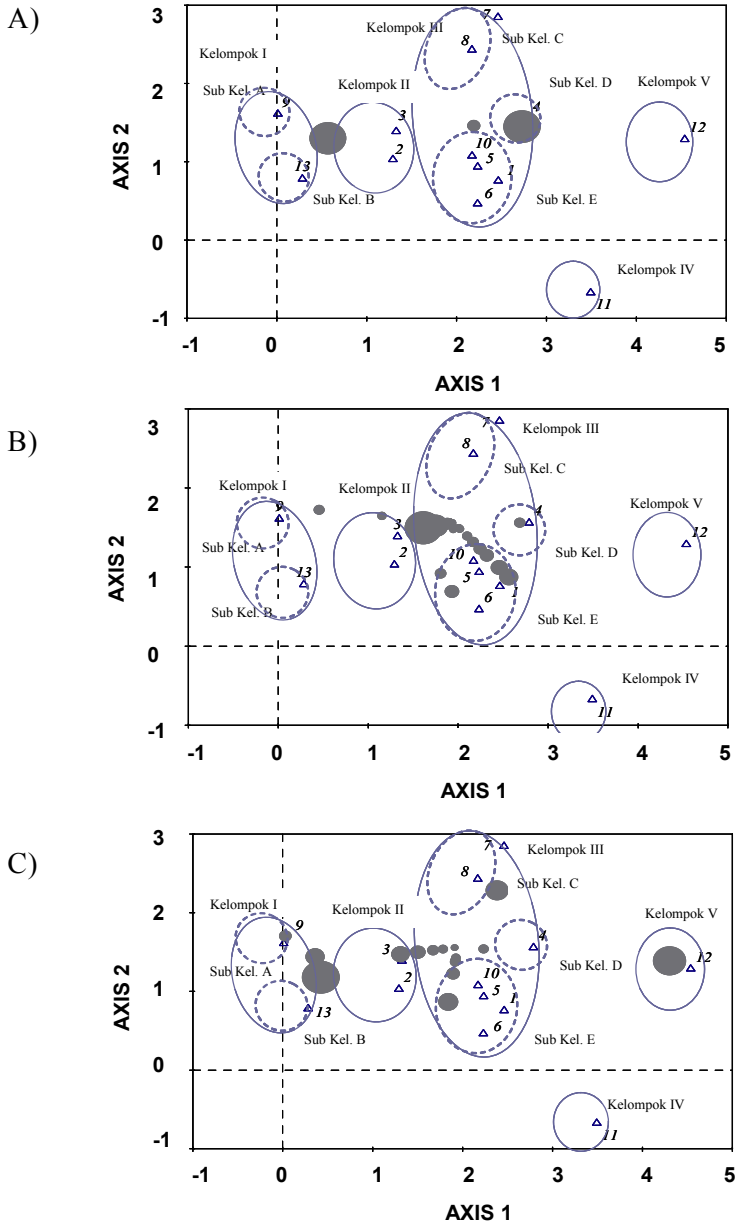 A)
3
7
Kelompok III
Sub Kel. C
8
Kelompok I
Kelompok II
Sub Kel. D
Kelompok V
2
Sub Kel. A
9
3
4
12
AXIS 2
1
2
10
5
1
13
6
Sub Kel. B
Sub Kel. E
0
Kelompok IV
11
-1
-1 0 1 2 3 4 5
AXIS 1
B)
3
7
Kelompok III
8
Sub Kel. C
Kelompok I
Kelompok II
Kelompok V
2
9
3
4
12
Sub Kel. A
Sub Kel. D
AXIS 2
1
2
10
5
1
13
6
Sub Kel. B
Sub Kel. E
0
Kelompok IV
11
-1
-1 0 1 2 3 4 5
AXIS 1
C)
3
7
Kelompok III
8
Sub Kel. C
Kelompok I
Kelompok II
Kelompok V
2
9
3
4
12
Sub Kel. A
Sub Kel. D
AXIS 2
1
2
10
5
1
13
6
Sub Kel. B
Sub Kel. E
0
Kelompok IV
11
-1
-1 0 1 2 3 4 5
AXIS 1